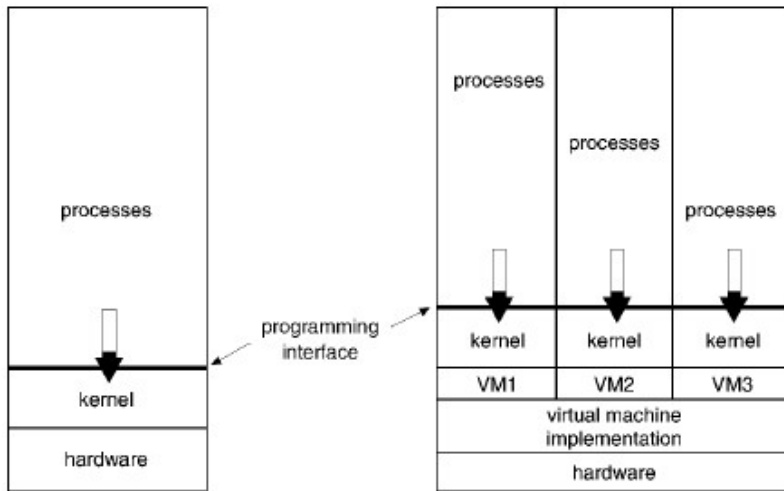 processes
kernel
hardware
programming
interface
processes
processes
processes
kernel
kernel
kernel
VM1
VM2
VM3
virtual machine
implementation
hardware